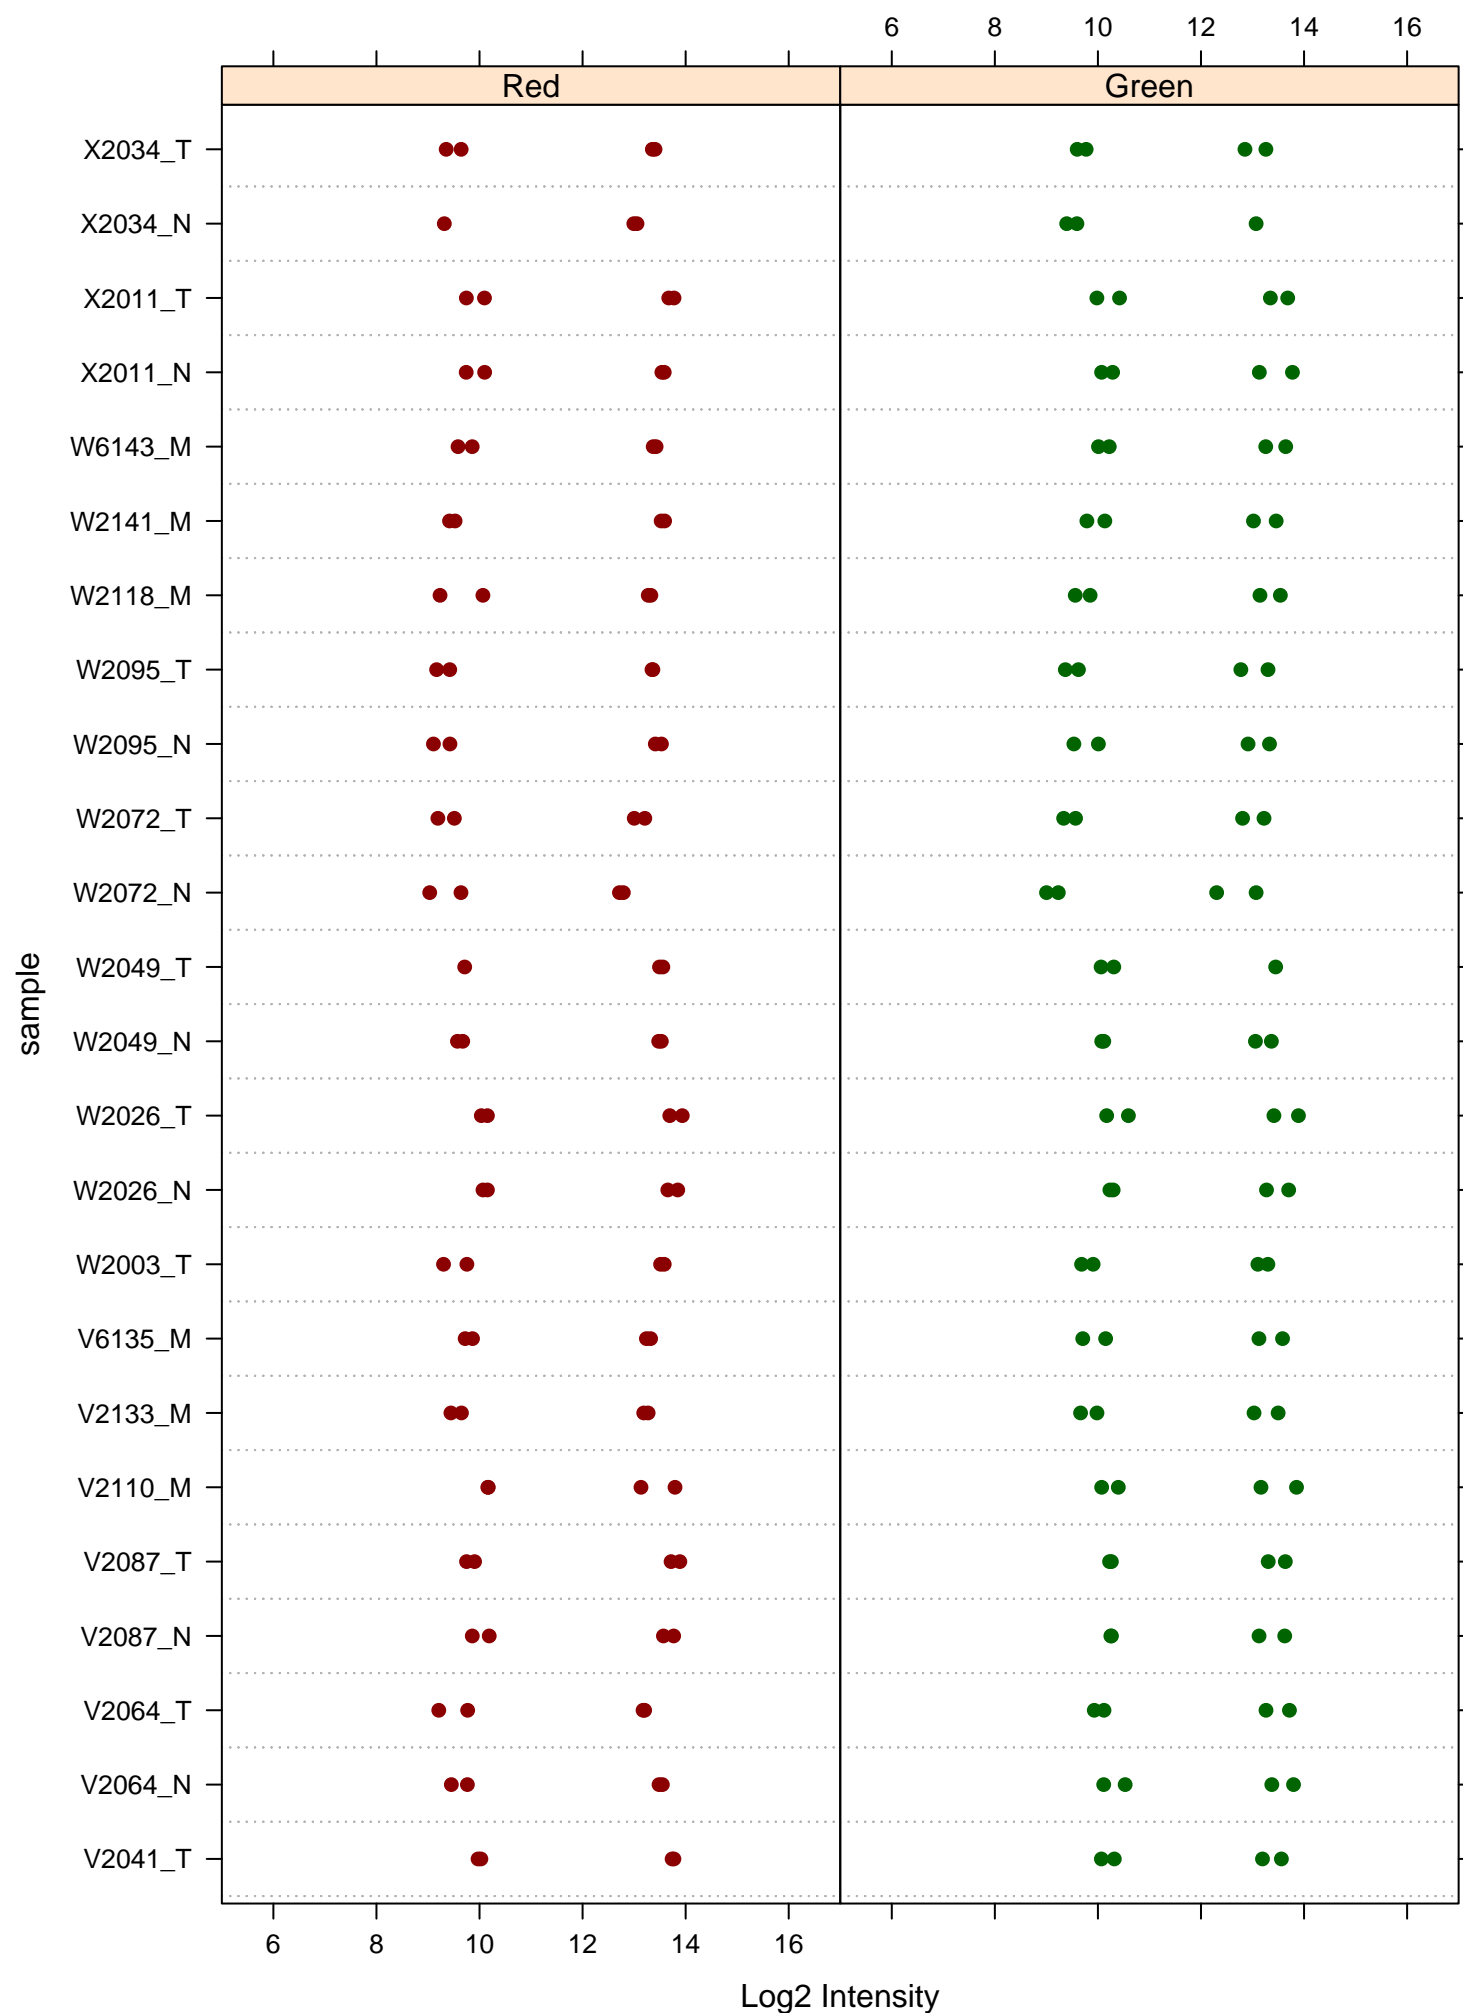 6 8 10 12 14 16
Red Green
X2034_T
X2034_N
X2011_T
X2011_N
W6143_M
W2141_M
W2118_M
W2095_T
W2095_N
W2072_T
W2072_N
W2049_T
W2049_N
W2026_T
W2026_N
W2003_T
V6135_M
V2133_M
V2110_M
V2087_T
V2087_N
V2064_T
V2064_N
V2041_T
sample
6 8 10 12 14 16
Log2 Intensity